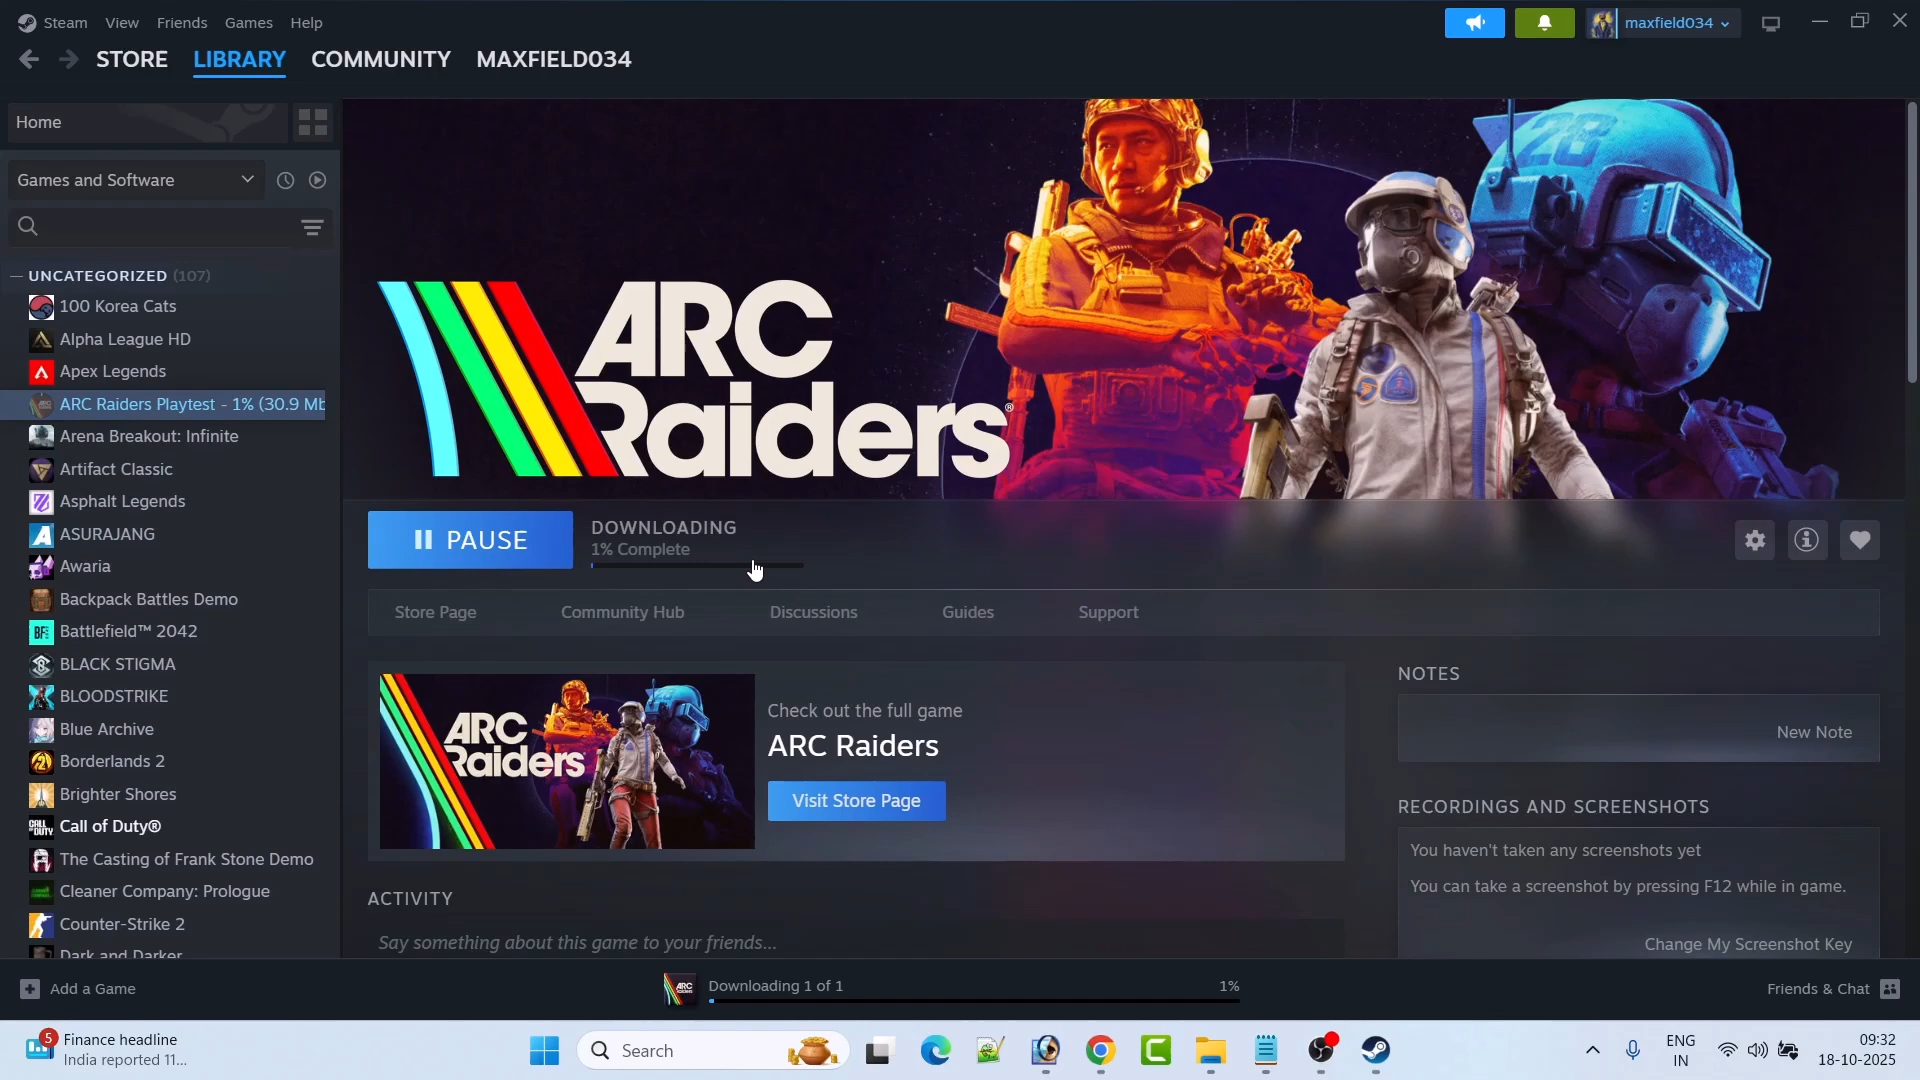 Steam View Friends Games Help
maxfield034
STORE LIBRARY COMMUNITY MAXFIELD034
Home
Games and Software
— UNCATEGORIZED (107)
100 Korea Cats
Alpha League HD
Apex Legends
ARC Raiders Playtest - 1% (30.9 Mb
Arena Breakout: Infinite
Artifact Classic
Asphalt Legends
ASURAJANG
Awaria
Backpack Battles Demo
Battlefield™ 2042
BLACK STIGMA
BLOODSTRIKE
Blue Archive
Borderlands 2
Brighter Shores
Call of Duty®
The Casting of Frank Stone Demo
Cleaner Company: Prologue
Counter-Strike 2
Dark and Darker
Add a Game
28
ARC
Raiders®
PAUSE
DOWNLOADING
1% Complete
Store Page Community Hub Discussions Guides Support
ARC
Raiders
Check out the full game
ARC Raiders
Visit Store Page
ACTIVITY
Say something about this game to your friends...
NOTES
New Note
RECORDINGS AND SCREENSHOTS
You haven't taken any screenshots yet
You can take a screenshot by pressing F12 while in game.
Change My Screenshot Key
Downloading 1 of 1 1%
Friends & Chat
5
Finance headline
India reported 11...
Search
ENG
IN
09:32
18-10-2025